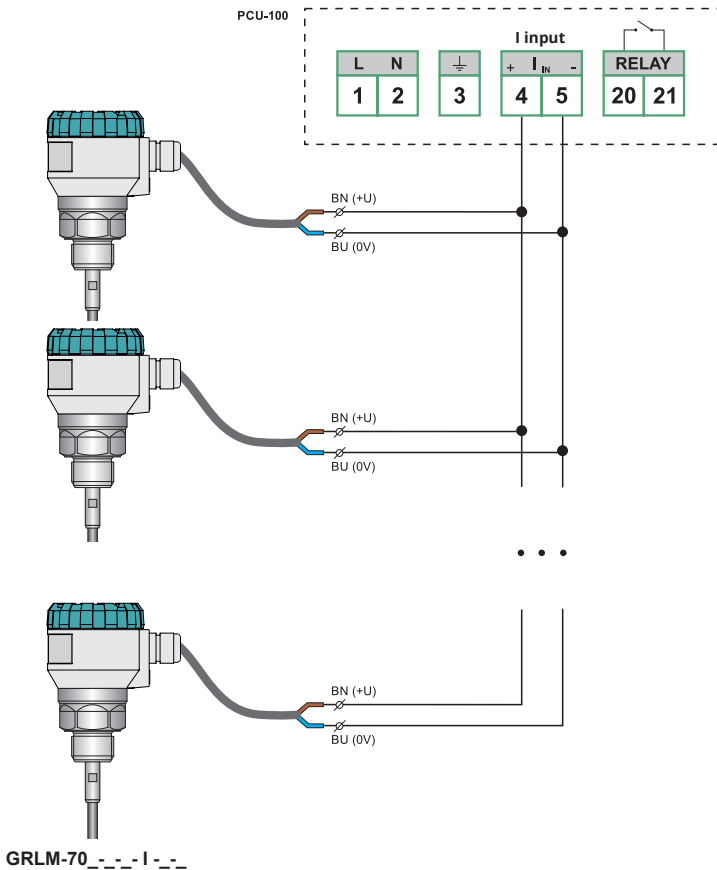 PCU-100
I input
L N
⏚
+ I IN -
RELAY
1 2
3
4 5
20 21
BN (+U)
BU (0V)
BN (+U)
BU (0V)
• • •
BN (+U)
BU (0V)
GRLM-70_-_-_- I -_-_